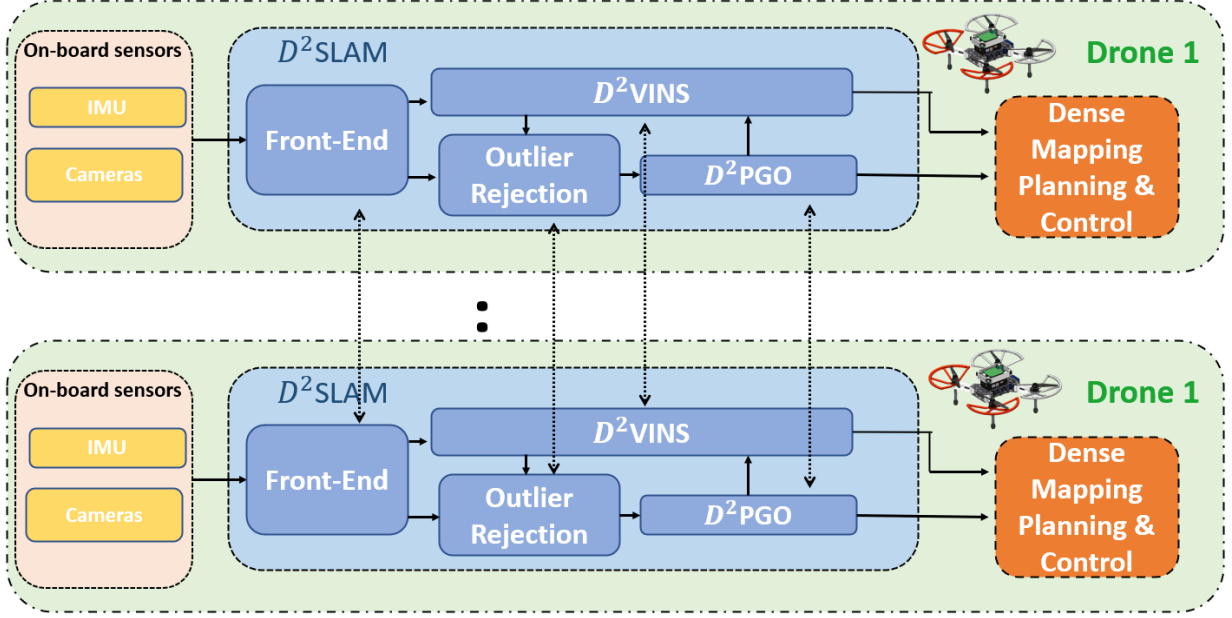 On-board sensors
IMU
Cameras
D²SLAM
Front-End
D²VINS
Outlier
Rejection
D²PGO
Drone 1
Dense
Mapping
Planning &
Control
:
On-board sensors
IMU
Cameras
D²SLAM
Front-End
D²VINS
Outlier
Rejection
D²PGO
Drone 1
Dense
Mapping
Planning &
Control